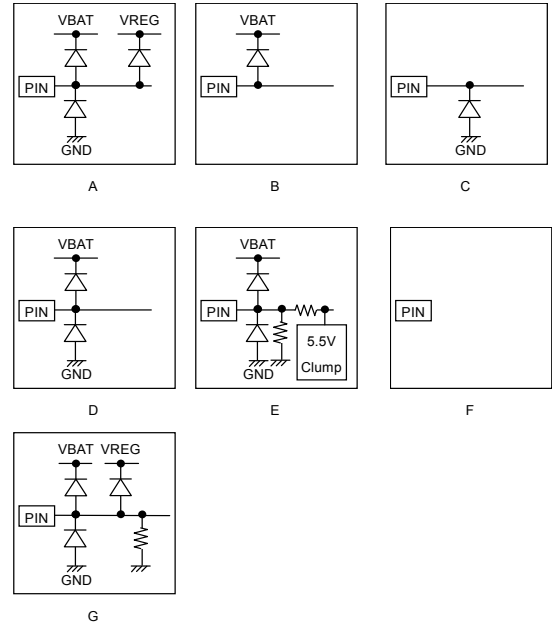 VBAT VREG
PIN
GND
A
VBAT
PIN
B
PIN
GND
C
VBAT
PIN
GND
D
VBAT
PIN
GND
5.5V
Clump
E
PIN
F
VBAT VREG
PIN
GND
G